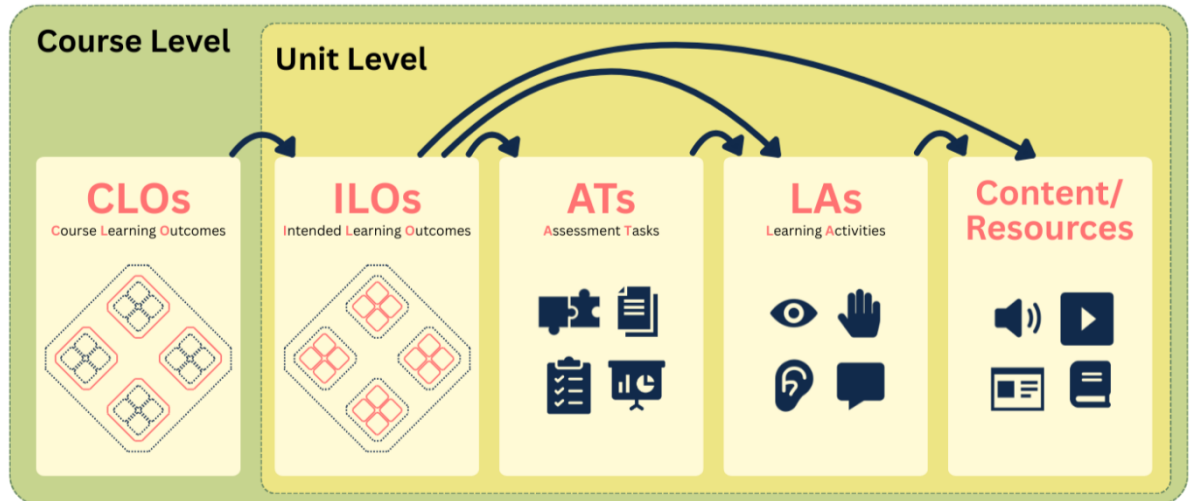 Course Level
Unit Level
CLOs
Course Learning Outcomes
ILOs
Intended Learning Outcomes
ATs
Assessment Tasks
LAs
Learning Activities
Content/
Resources